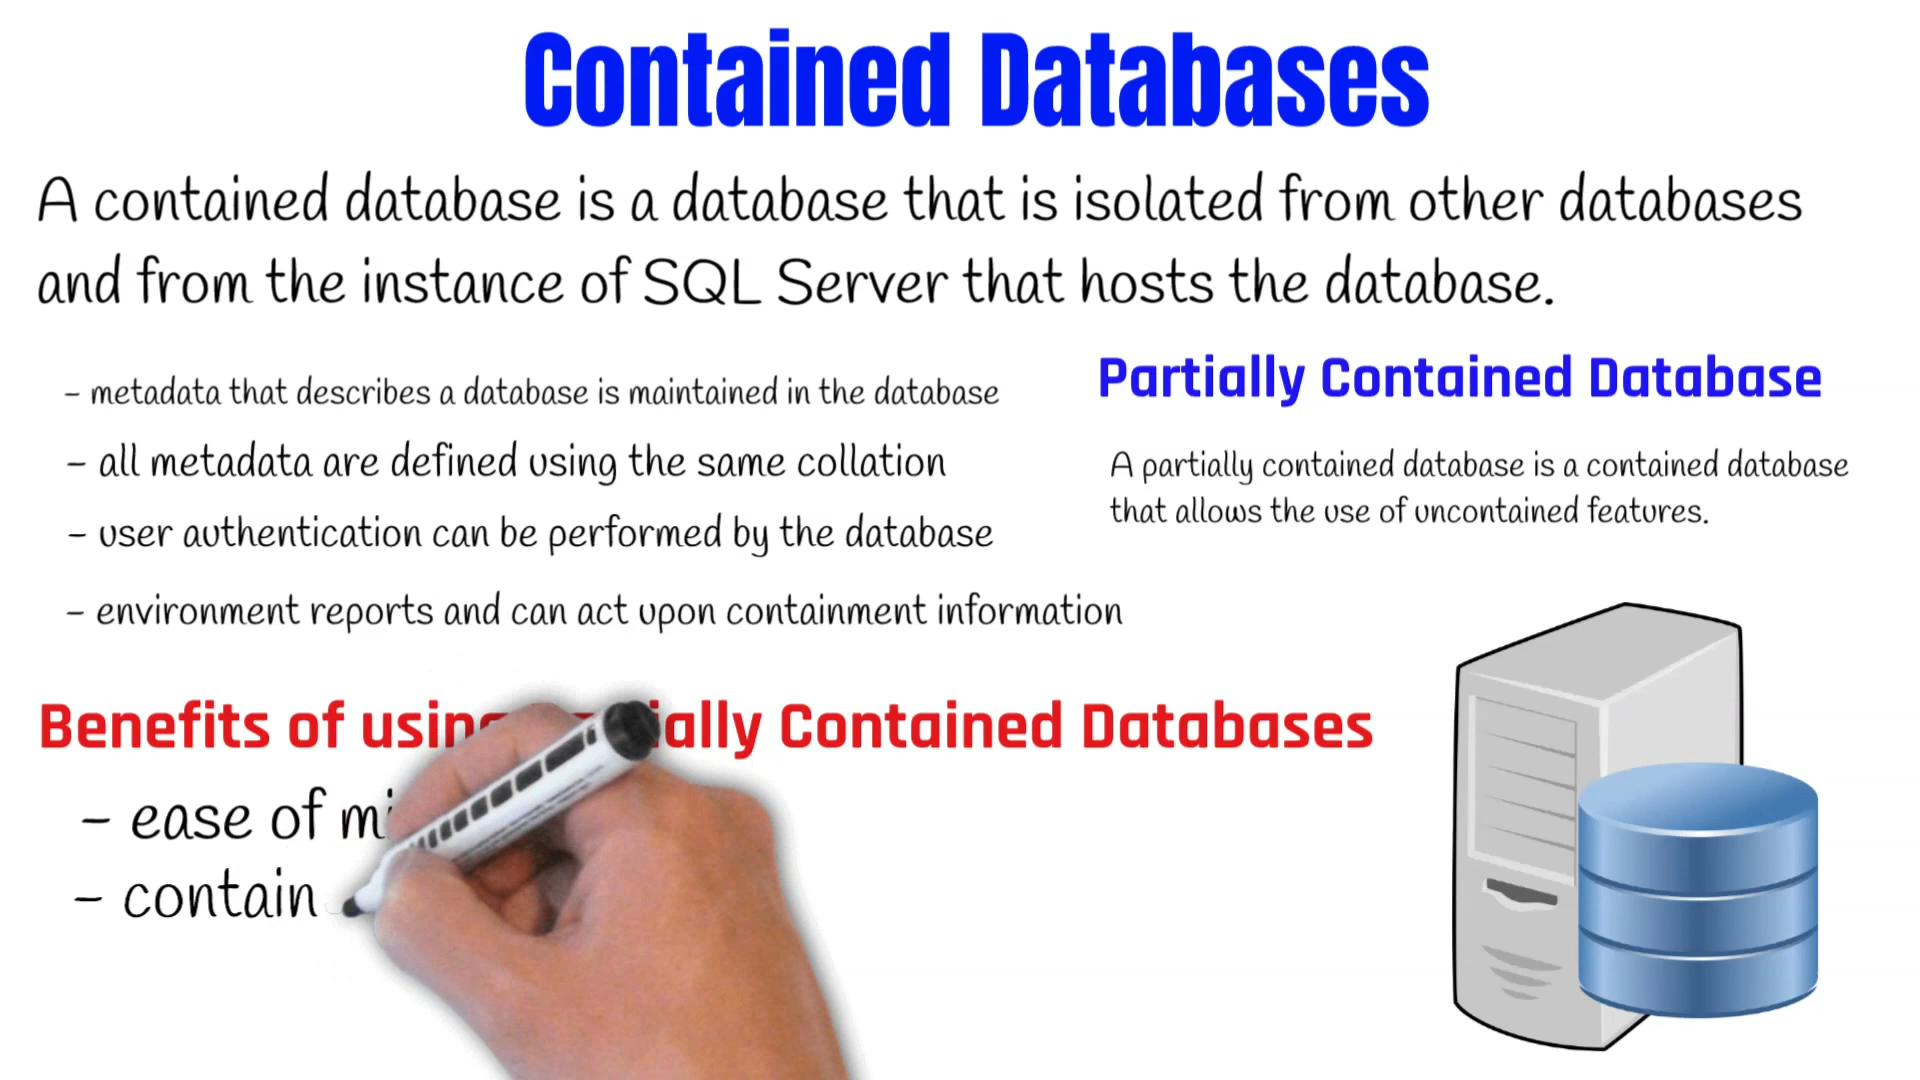 Contained Databases
A contained database is a database that is isolated from other databases
and from the instance of SQL Server that hosts the database.
- metadata that describes a database is maintained in the database
- all metadata are defined using the same collation
- user authentication can be performed by the database
- environment reports and can act upon containment information
Partially Contained Database
A partially contained database is a contained database
that allows the use of uncontained features.
Benefits of using Contained Databases
- ease of
- contain